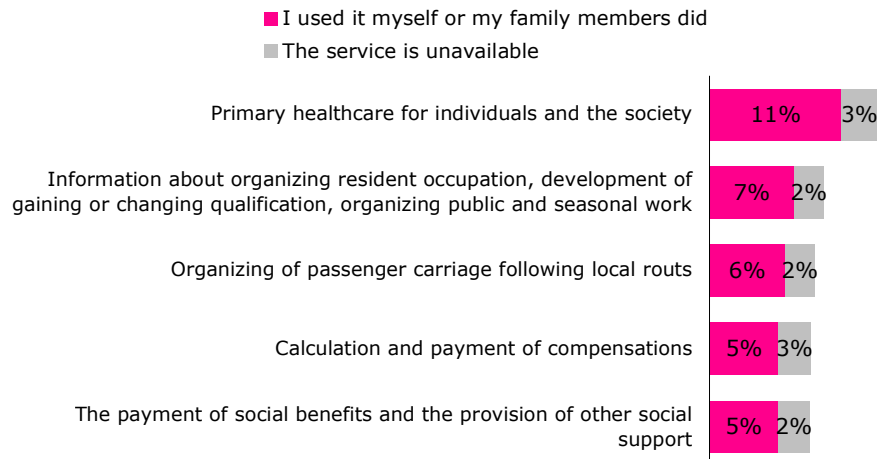 I used it myself or my family members did
The service is unavailable
Primary healthcare for individuals and the society
11% 3%
Information about organizing resident occupation, development of
gaining or changing qualification, organizing public and seasonal work
7% 2%
Organizing of passenger carriage following local routs
6% 2%
Calculation and payment of compensations
5% 3%
The payment of social benefits and the provision of other social
support
5% 2%